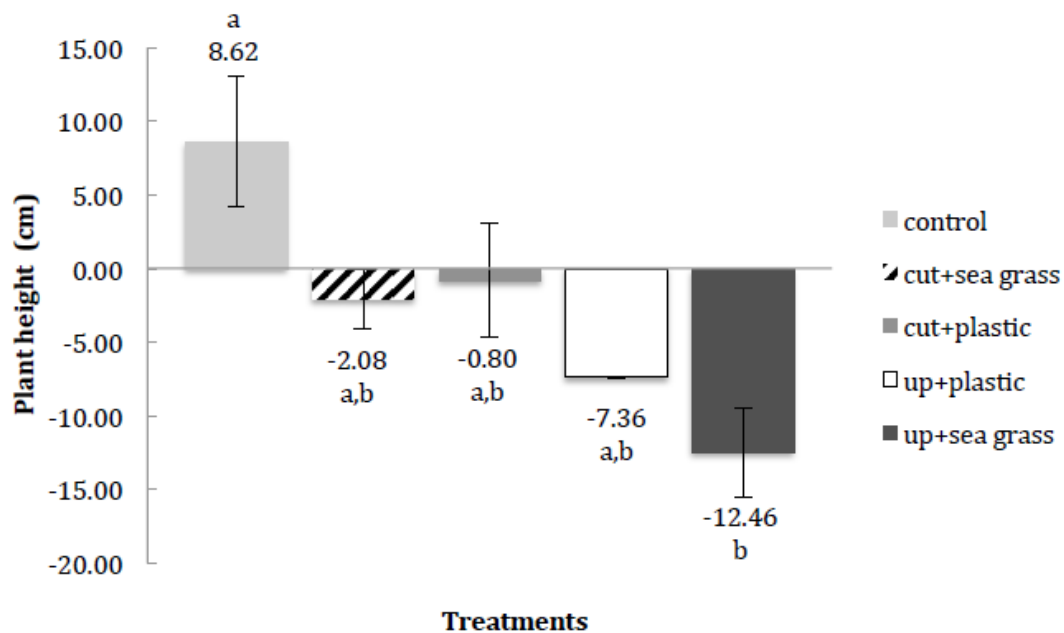 a
8.62
15.00
10.00
5.00
0.00
-5.00
-10.00
-15.00
-20.00
Plant height (cm)
-2.08
a,b
-0.80
a,b
-7.36
a,b
-12.46
b
Treatments
control
cut+sea grass
cut+plastic
up+plastic
up+sea grass